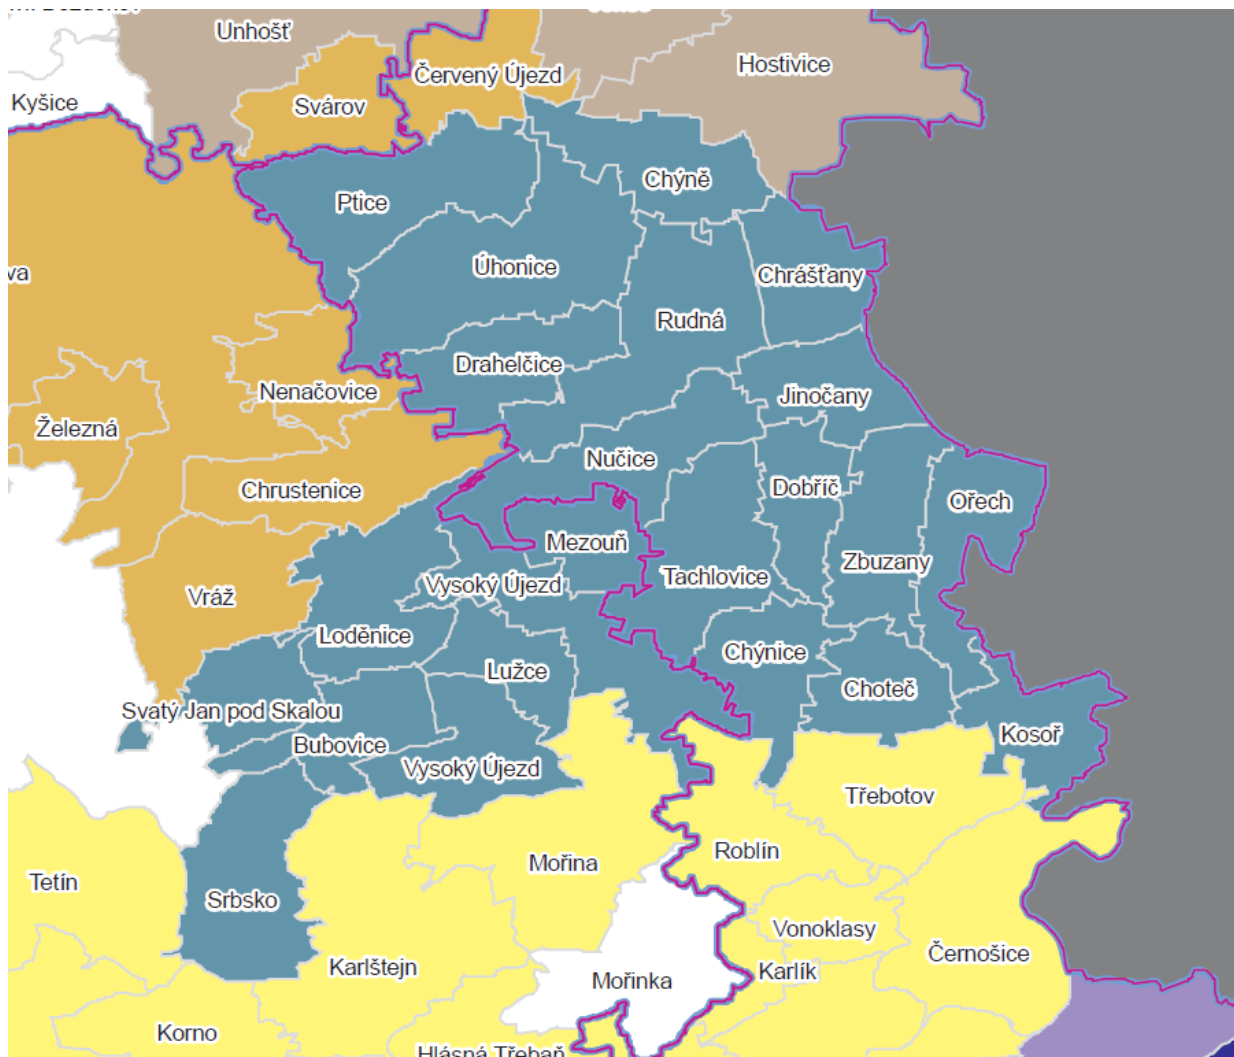 Unhošť
Hostivice
Červený Újezd
Kyšice
Svárov
Chýně
Ptice
Úhonice
va
Chrášťany
Rudná
Drahelčice
Nenačovice
Jinočany
Železná
Nučice
Chrustenice
Dobříč
Ořech
Mezouň
Zbuzany
Tachlovice
Vysoký Újezd
Vráž
Loděnice
Chýnice
Lužce
Choteč
Svatý Jan pod Skalou
Kosoř
Bubovice
Vysoký Újezd
Třebotov
Roblín
Mořina
Tetín
Srbsko
Vonoklasy
Černošice
Karlštejn
Karlík
Mořinka
Korno
Hlásná Třebaň